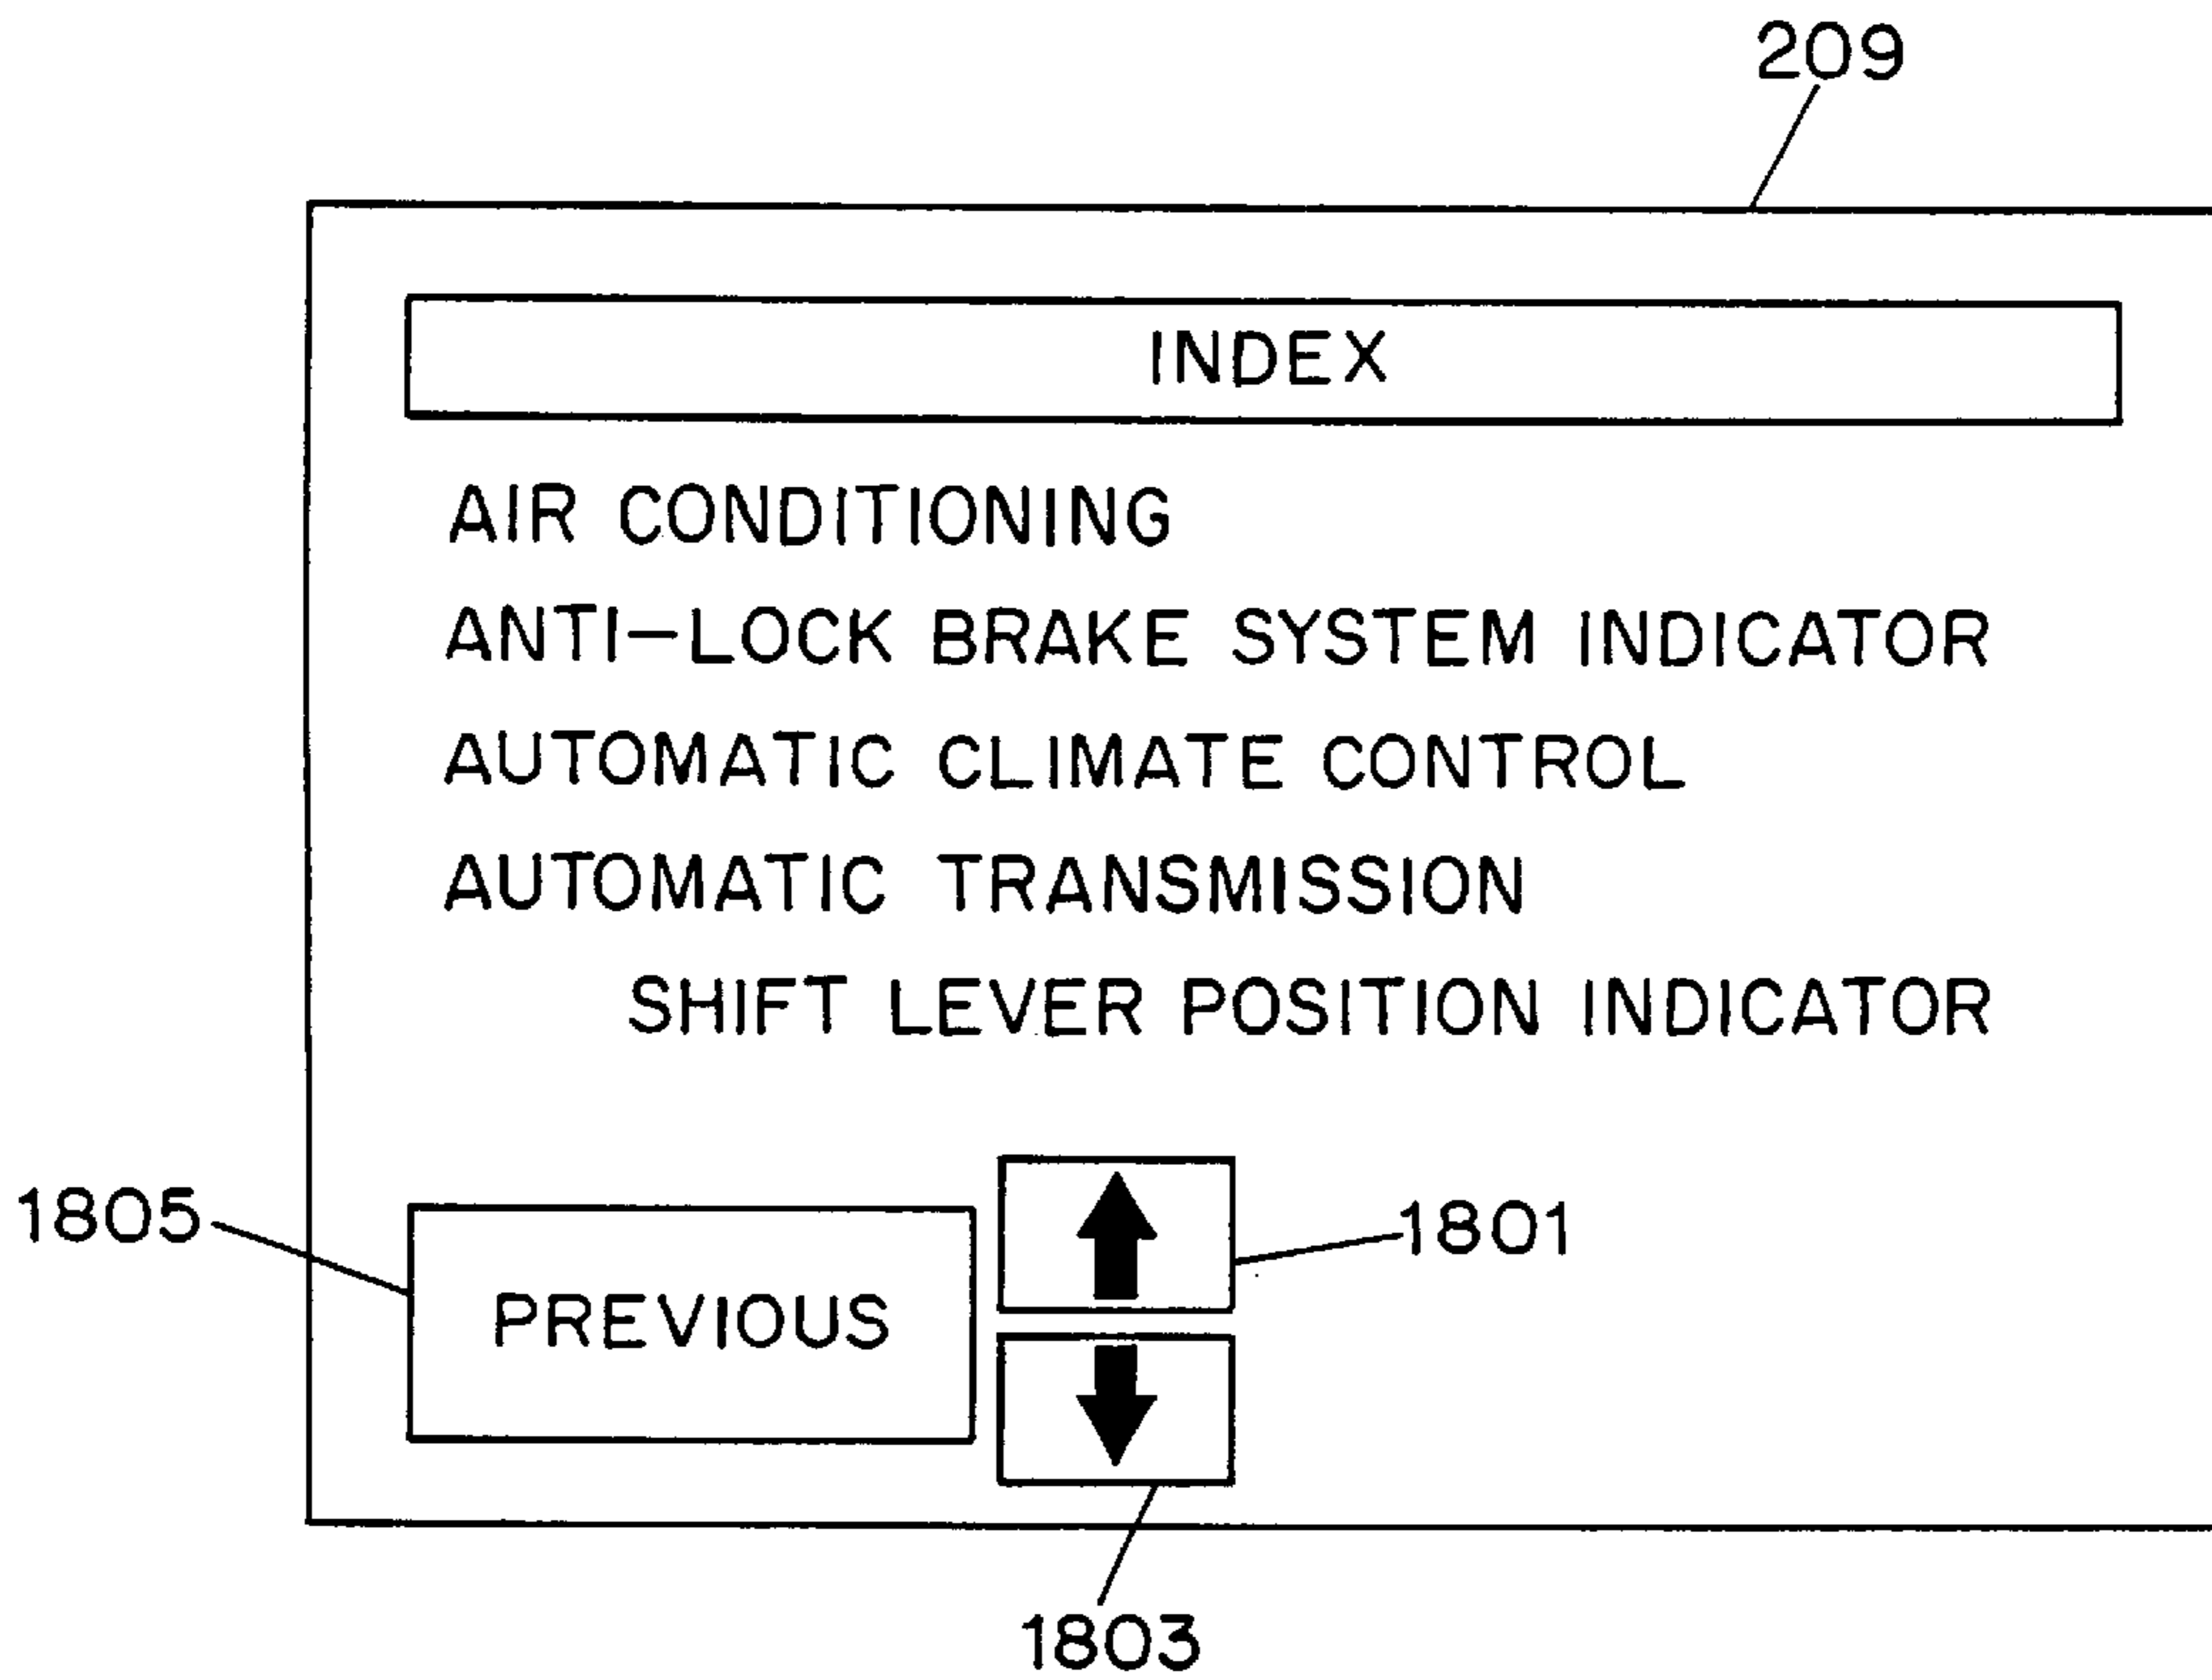 209
INDEX
AIR CONDITIONING
ANTI-LOCK BRAKE SYSTEM INDICATOR
AUTOMATIC CLIMATE CONTROL
AUTOMATIC TRANSMISSION
SHIFT LEVER POSITION INDICATOR
1805
1801
PREVIOUS
1803